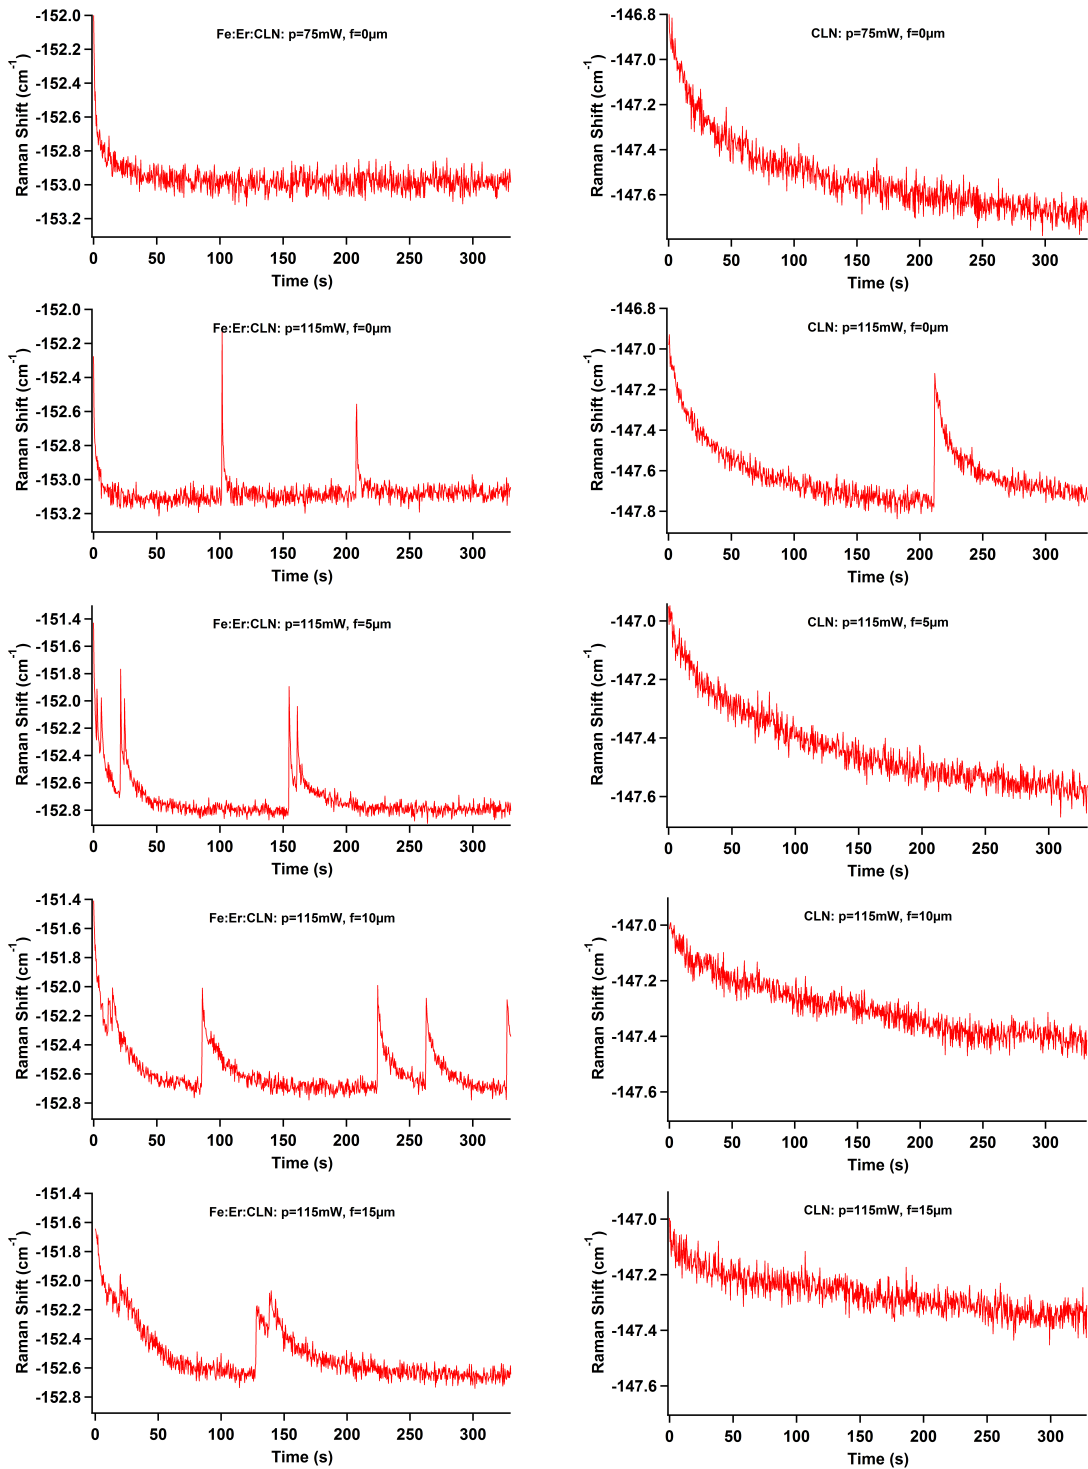 Fe:Er:CLN: p=75mW, f=0µm
Raman Shift (cm-1)
-152.0
-152.2
-152.4
-152.6
-152.8
-153.0
-153.2
0 50 100 150 200 250 300
Time (s)
CLN: p=75mW, f=0µm
Raman Shift (cm-1)
-146.8
-147.0
-147.2
-147.4
-147.6
0 50 100 150 200 250 300
Time (s)
Fe:Er:CLN: p=115mW, f=0µm
Raman Shift (cm-1)
-152.0
-152.2
-152.4
-152.6
-152.8
-153.0
-153.2
0 50 100 150 200 250 300
Time (s)
CLN: p=115mW, f=0µm
Raman Shift (cm-1)
-146.8
-147.0
-147.2
-147.4
-147.6
-147.8
0 50 100 150 200 250 300
Time (s)
Fe:Er:CLN: p=115mW, f=5µm
Raman Shift (cm-1)
-151.4
-151.6
-151.8
-152.0
-152.2
-152.4
-152.6
-152.8
0 50 100 150 200 250 300
Time (s)
CLN: p=115mW, f=5µm
Raman Shift (cm-1)
-147.0
-147.2
-147.4
-147.6
0 50 100 150 200 250 300
Time (s)
Fe:Er:CLN: p=115mW, f=10µm
Raman Shift (cm-1)
-151.4
-151.6
-151.8
-152.0
-152.2
-152.4
-152.6
-152.8
0 50 100 150 200 250 300
Time (s)
CLN: p=115mW, f=10µm
Raman Shift (cm-1)
-147.0
-147.2
-147.4
-147.6
0 50 100 150 200 250 300
Time (s)
Fe:Er:CLN: p=115mW, f=15µm
Raman Shift (cm-1)
-151.4
-151.6
-151.8
-152.0
-152.2
-152.4
-152.6
-152.8
0 50 100 150 200 250 300
Time (s)
CLN: p=115mW, f=15µm
Raman Shift (cm-1)
-147.0
-147.2
-147.4
-147.6
0 50 100 150 200 250 300
Time (s)